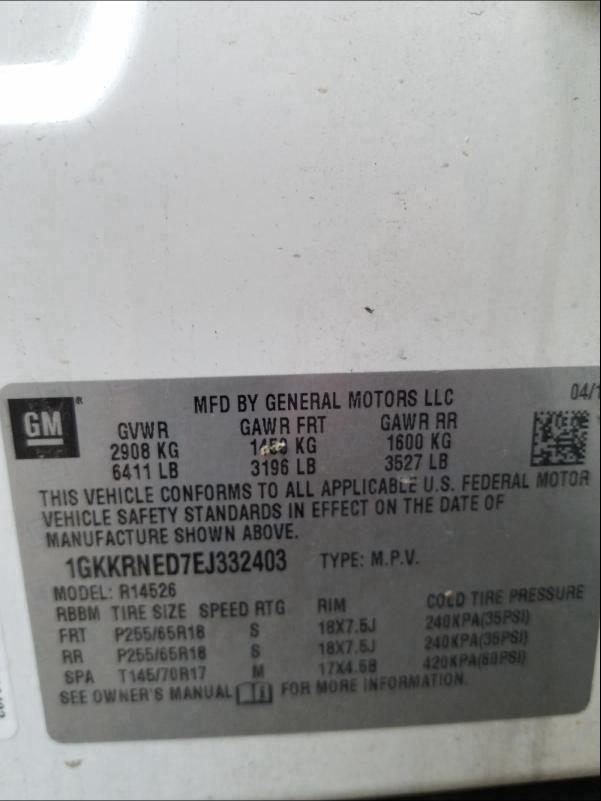 GM ®
MFD BY GENERAL MOTORS LLC 04/1
GVWR GAWR FRT GAWR RR
2908 KG 1450 KG 1600 KG
6411 LB 3196 LB 3527 LB
THIS VEHICLE CONFORMS TO ALL APPLICABLE U.S. FEDERAL MOTOR
VEHICLE SAFETY STANDARDS IN EFFECT ON THE DATE OF
MANUFACTURE SHOWN ABOVE.
1GKKRNED7EJ332403 TYPE: M.P.V.
MODEL: R14526
RBBM TIRE SIZE SPEED RTG RIM COLD TIRE PRESSURE
FRT P255/65R18 S 18X7.5J 240KPA(35PSI)
RR P255/65R18 S 18X7.5J 240KPA(35PSI)
SPA T145/70R17 M 17X4.5B 420KPA(60PSI)
SEE OWNER'S MANUAL FOR MORE INFORMATION.